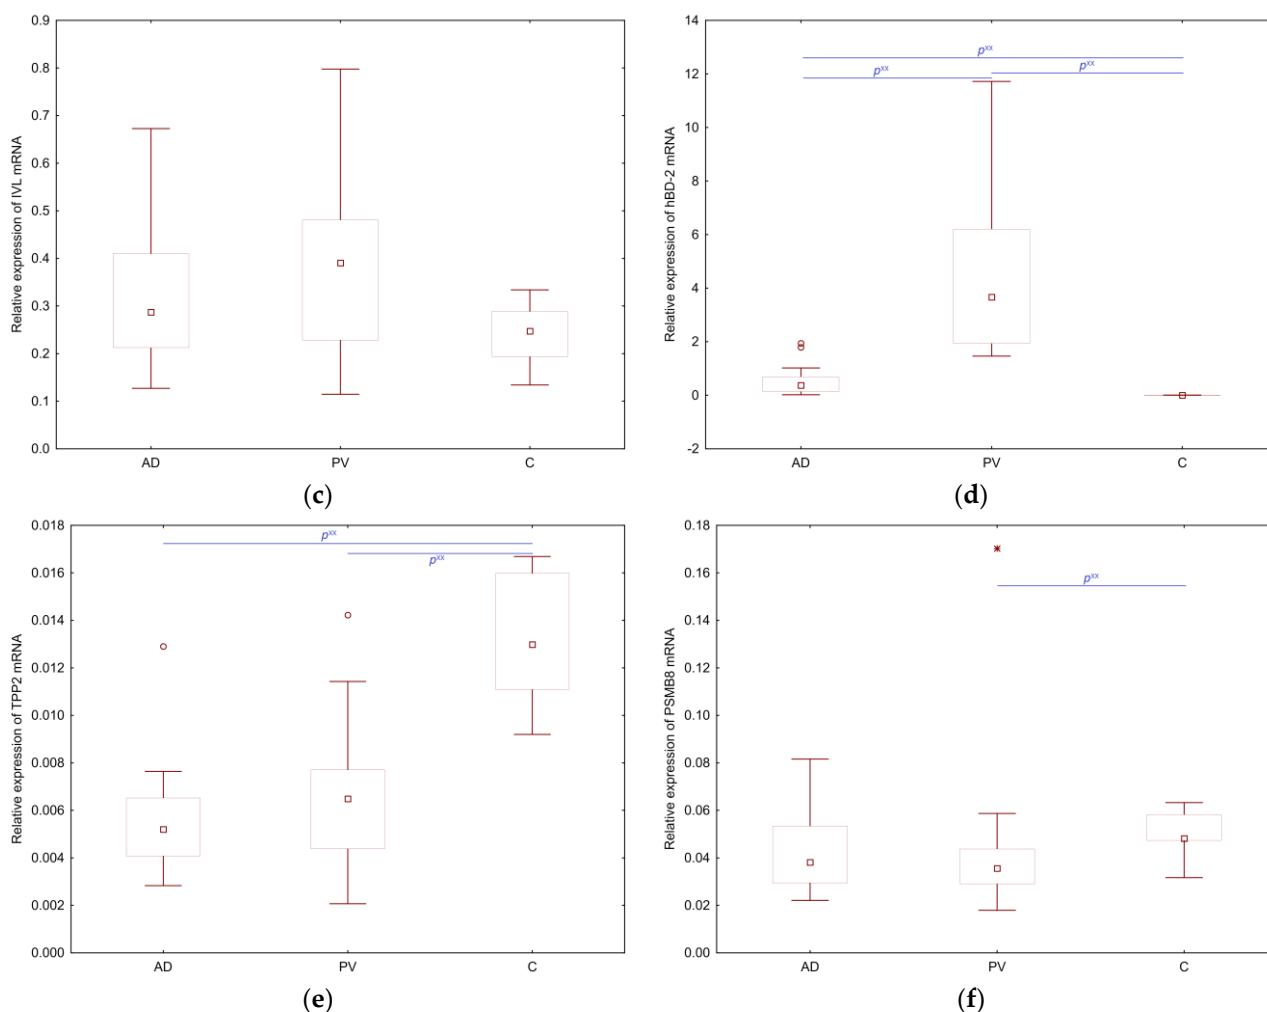 Relative expression of IVL mRNA
0.9
0.8
0.7
0.6
0.5
0.4
0.3
0.2
0.1
0.0
AD PV C
(c)
Relative expression of hBD-2 mRNA
14
12
10
8
6
4
2
0
-2
pxx
pxx pxx
AD PV C
(d)
Relative expression of TPP2 mRNA
0.018
0.016
0.014
0.012
0.010
0.008
0.006
0.004
0.002
0.000
pxx
pxx
AD PV C
(e)
Relative expression of PSMB8 mRNA
0.18
0.16
0.14
0.12
0.10
0.08
0.06
0.04
0.02
0.00
pxx
AD PV C
(f)